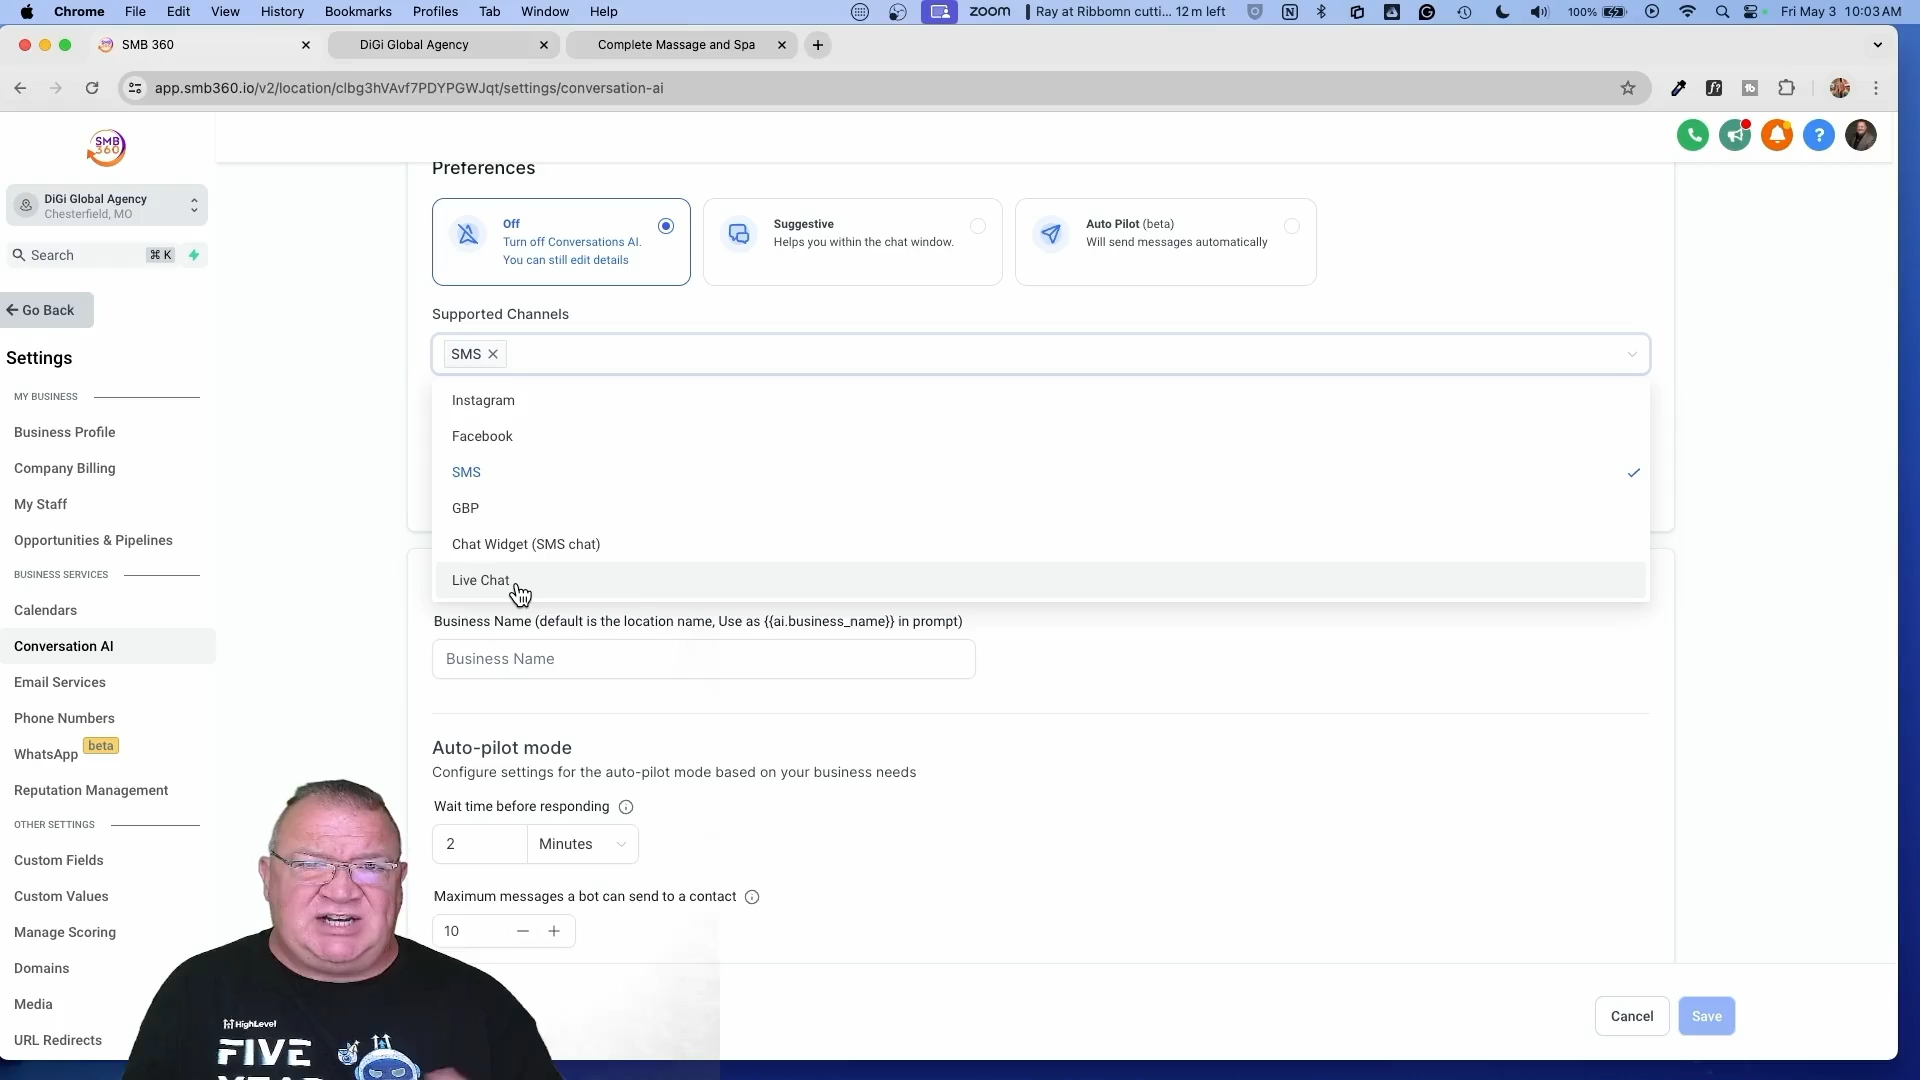 Chrome File Edit View History Bookmarks Profiles Tab Window Help
zoom Ray at Ribbomn cutti... 12 m left 100% Fri May 3 10:03 AM
SMB 360 DiGi Global Agency Complete Massage and Spa
app.smb360.io/v2/location/clbg3hVAvf7PDYPGWJqt/settings/conversation-ai
SMB
360
DiGi Global Agency
Chesterfield, MO
Search ⌘ K
Go Back
Settings
MY BUSINESS
Business Profile
Company Billing
My Staff
Opportunities & Pipelines
BUSINESS SERVICES
Calendars
Conversation AI
Email Services
Phone Numbers
WhatsApp beta
Reputation Management
OTHER SETTINGS
Custom Fields
Custom Values
Manage Scoring
Domains
Media
URL Redirects
Preferences
Off
Turn off Conversations AI.
You can still edit details
Suggestive
Helps you within the chat window.
Auto Pilot (beta)
Will send messages automatically
Supported Channels
SMS
Instagram
Facebook
SMS
GBP
Chat Widget (SMS chat)
Live Chat
Business Name (default is the location name, Use as {{ai.business_name}} in prompt)
Business Name
Auto-pilot mode
Configure settings for the auto-pilot mode based on your business needs
Wait time before responding
2 Minutes
Maximum messages a bot can send to a contact
10
Cancel Save
HighLevel
FIVE
YEAR